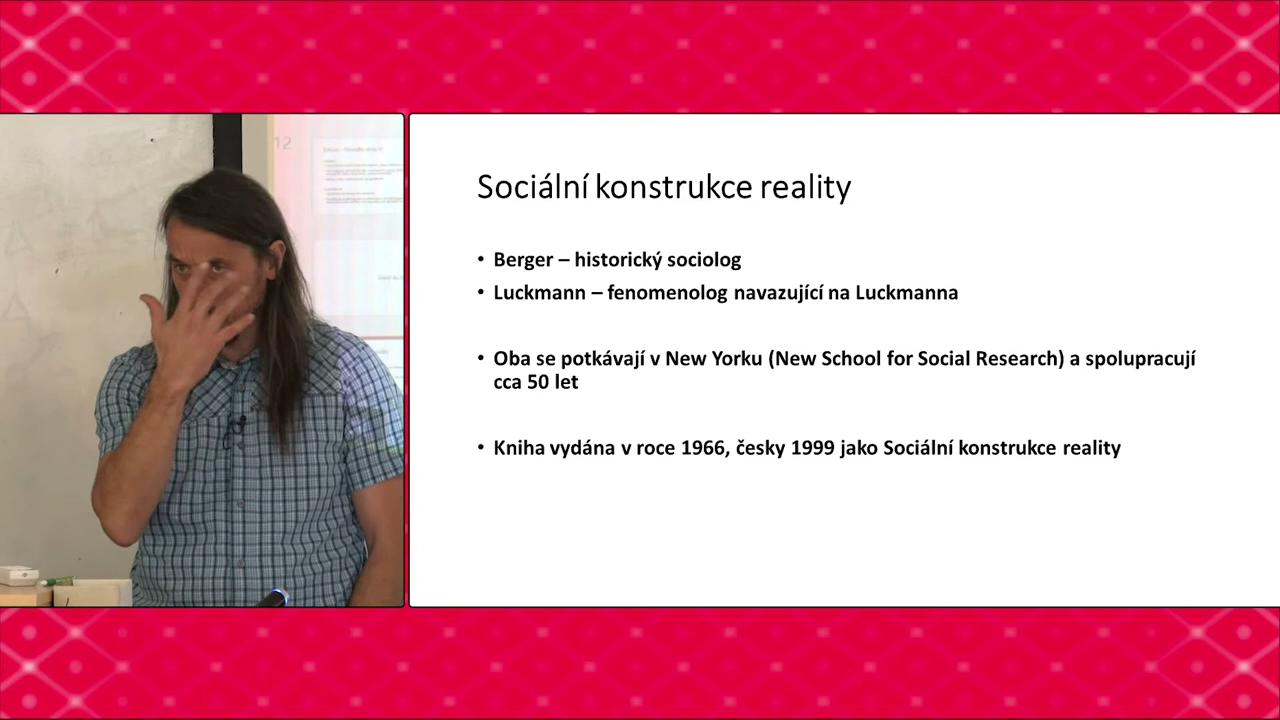 12
Sociální konstrukce reality
• Berger – historický sociolog
• Luckmann – fenomenolog navazující na Luckmanna
• Oba se potkávají v New Yorku (New School for Social Research) a spolupracují
cca 50 let
• Kniha vydána v roce 1966, česky 1999 jako Sociální konstrukce reality